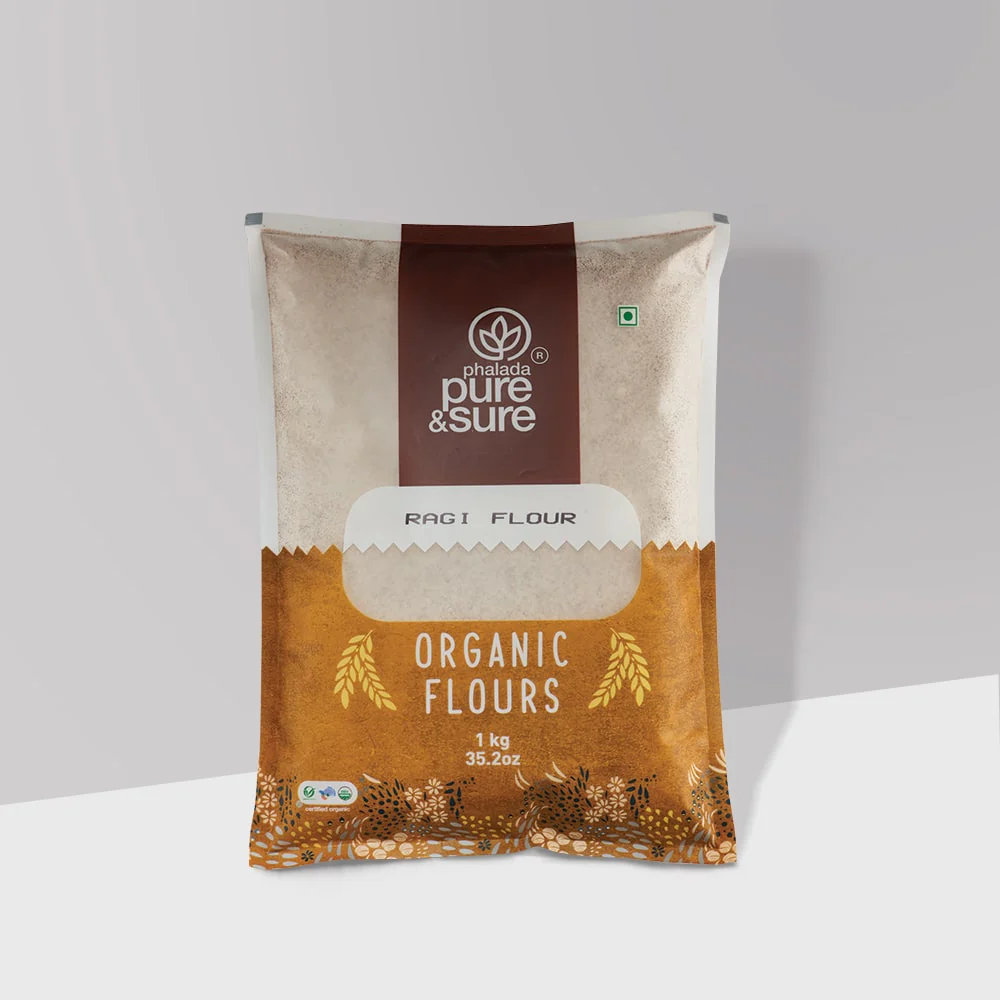 phalada
pure
&sure
®
RAGI FLOUR
ORGANIC
FLOURS
1 kg
35.2oz
certified organic